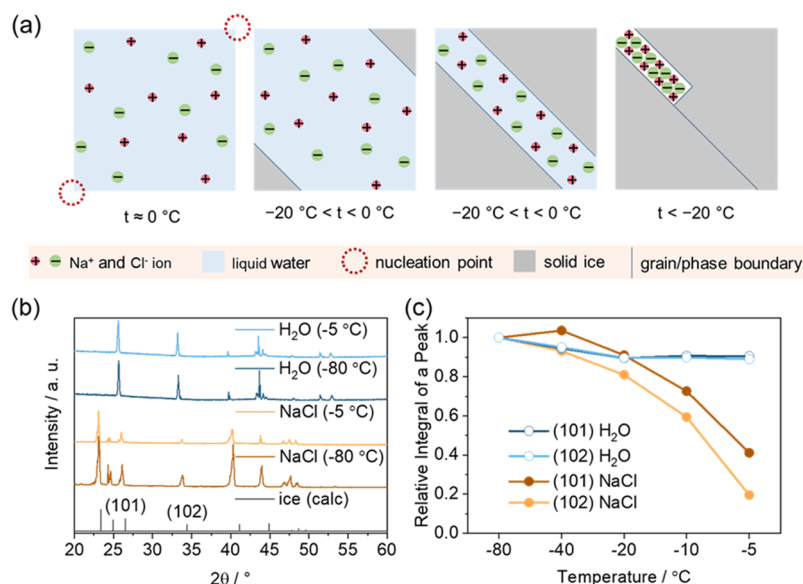 (a)
t ≈ 0 °C
−20 °C < t < 0 °C
−20 °C < t < 0 °C
t < −20 °C
Na⁺ and Cl⁻ ion
liquid water
nucleation point
solid ice
grain/phase boundary
(b)
H₂O (-5 °C)
H₂O (-80 °C)
NaCl (-5 °C)
NaCl (-80 °C)
(101)
(102)
ice (calc)
Intensity / a. u.
20 25 30 35 40 45 50 55 60
2θ / °
(c)
Relative Integral of a Peak
1.0
0.8
0.6
0.4
0.2
0.0
(101) H₂O
(102) H₂O
(101) NaCl
(102) NaCl
-80 -40 -20 -10 -5
Temperature / °C